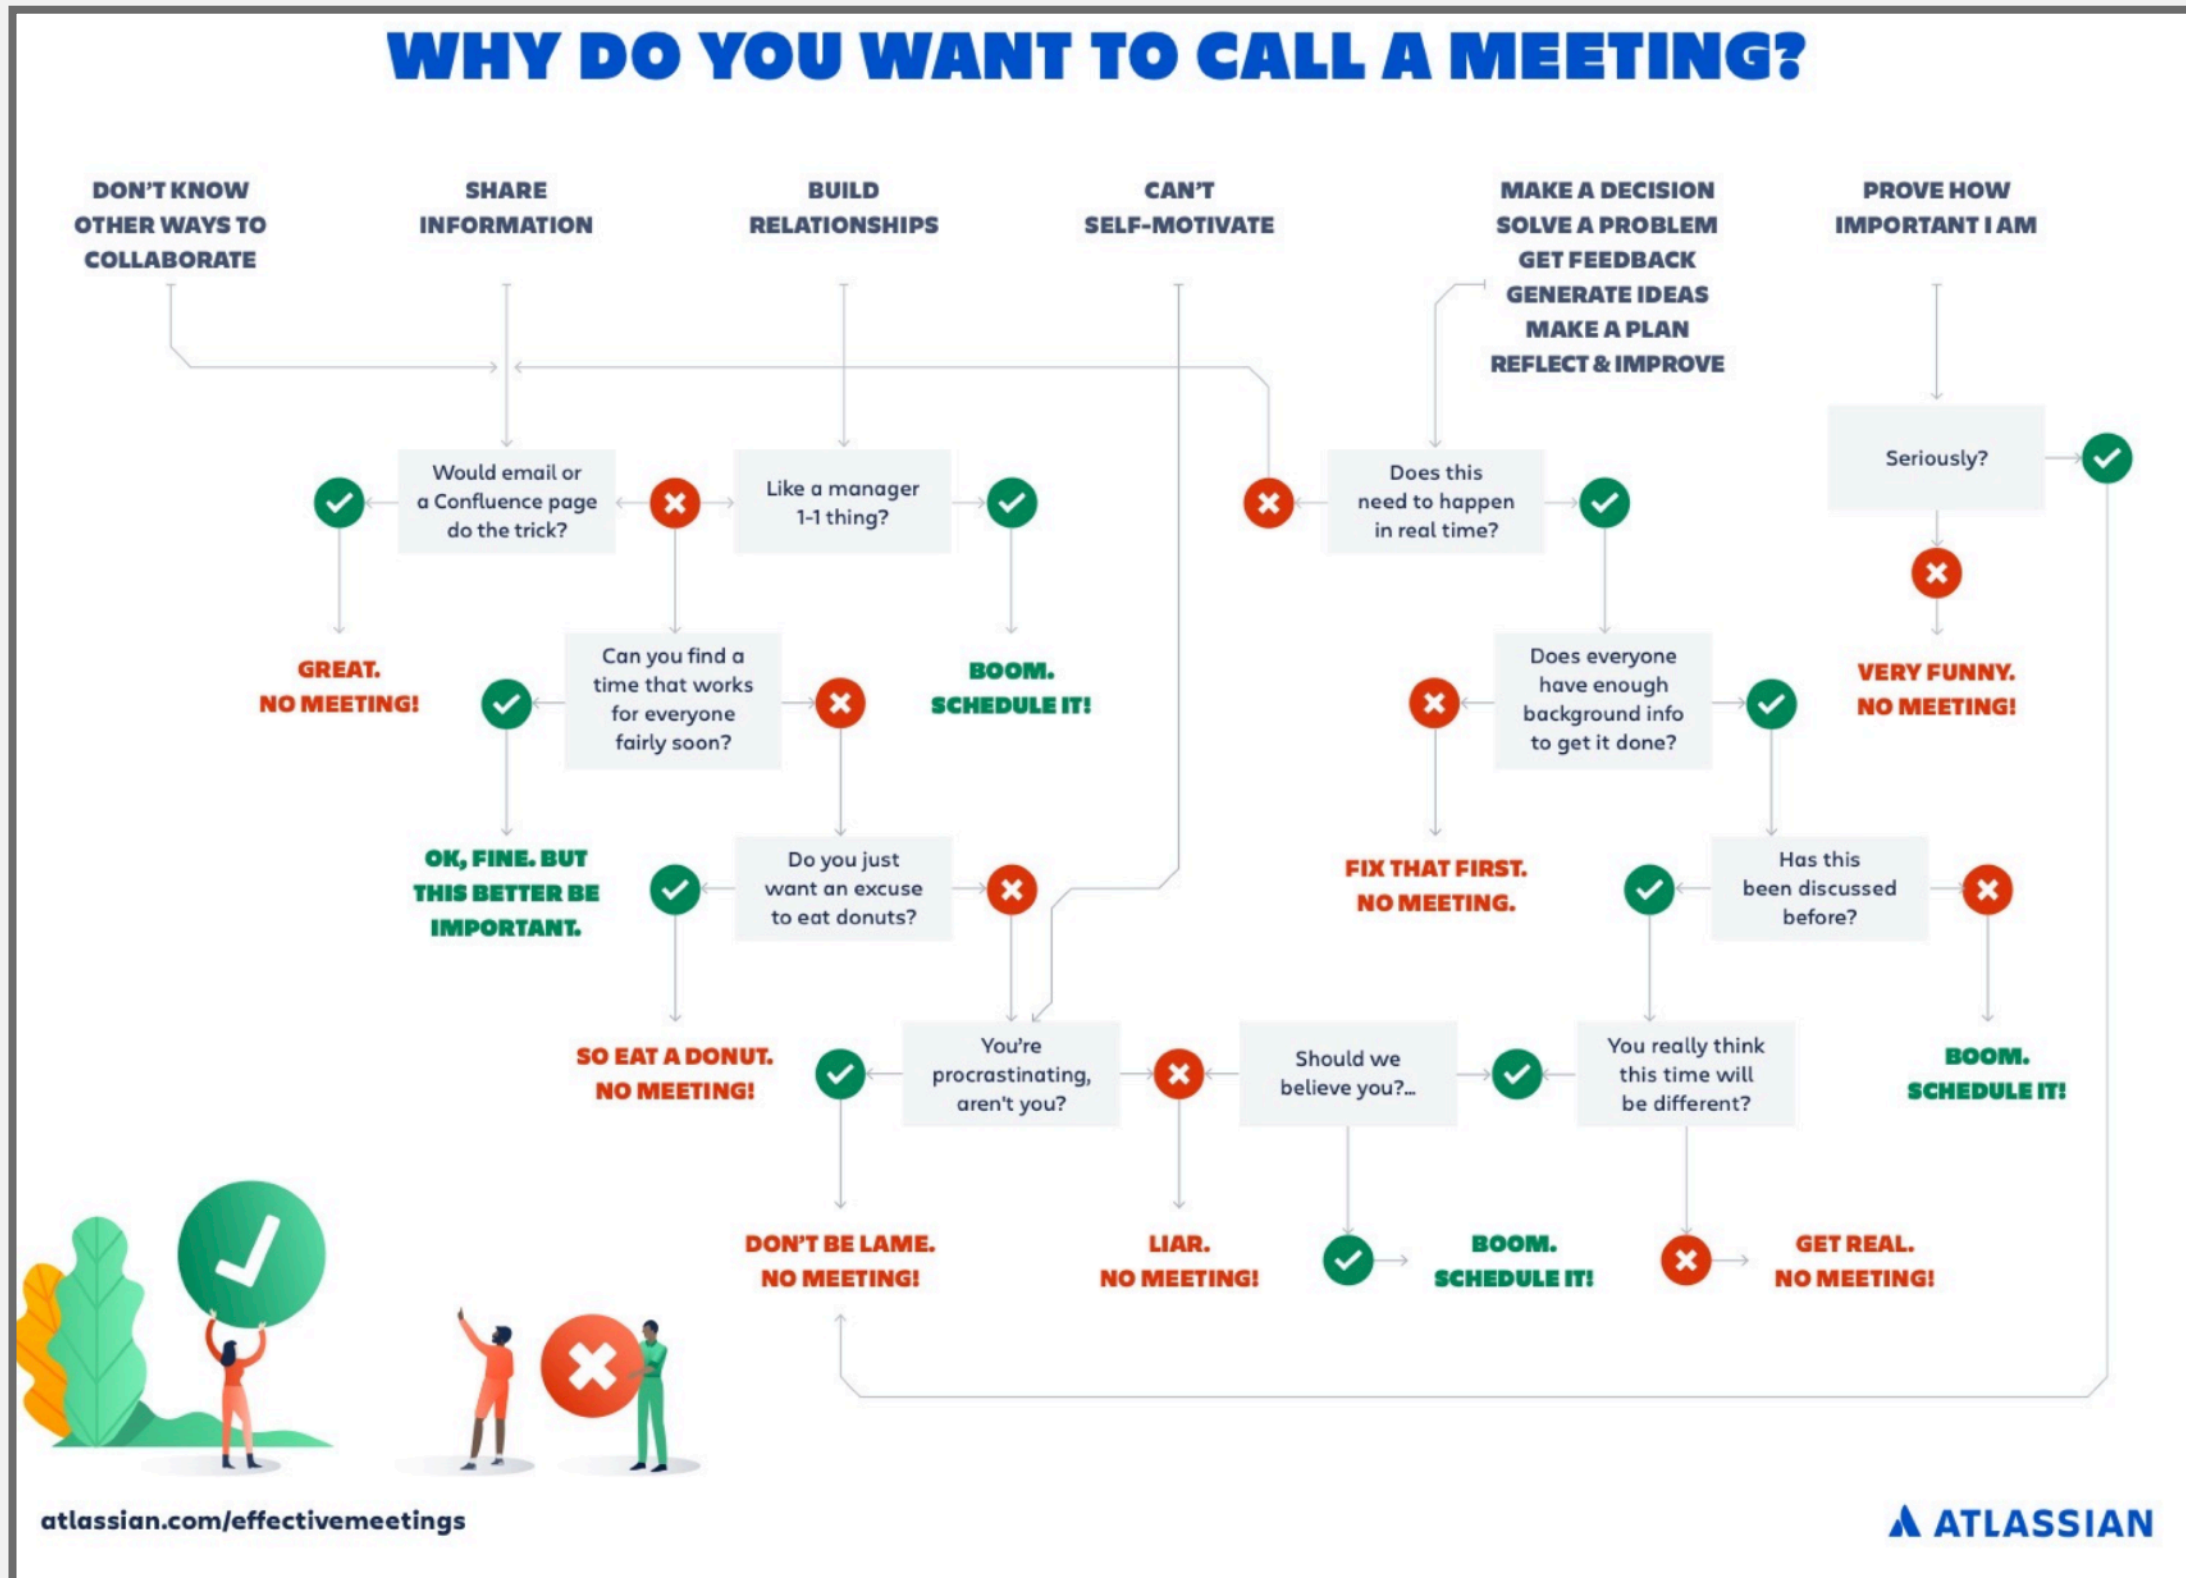 WHY DO YOU WANT TO CALL A MEETING?
DON'T KNOW
OTHER WAYS TO
COLLABORATE
SHARE
INFORMATION
BUILD
RELATIONSHIPS
CAN'T
SELF-MOTIVATE
MAKE A DECISION
SOLVE A PROBLEM
GET FEEDBACK
GENERATE IDEAS
MAKE A PLAN
REFLECT & IMPROVE
PROVE HOW
IMPORTANT I AM
Would email or
a Confluence page
do the trick?
Like a manager
1-1 thing?
Does this
need to happen
in real time?
Seriously?
GREAT.
NO MEETING!
Can you find a
time that works
for everyone
fairly soon?
BOOM.
SCHEDULE IT!
Does everyone
have enough
background info
to get it done?
VERY FUNNY.
NO MEETING!
OK, FINE. BUT
THIS BETTER BE
IMPORTANT.
Do you just
want an excuse
to eat donuts?
FIX THAT FIRST.
NO MEETING.
Has this
been discussed
before?
SO EAT A DONUT.
NO MEETING!
You're
procrastinating,
aren't you?
Should we
believe you?...
You really think
this time will
be different?
BOOM.
SCHEDULE IT!
DON'T BE LAME.
NO MEETING!
LIAR.
NO MEETING!
BOOM.
SCHEDULE IT!
GET REAL.
NO MEETING!
atlassian.com/effectivemeetings
ATLASSIAN